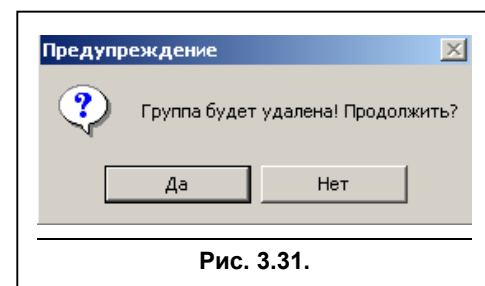 Предупреждение
Группа будет удалена! Продолжить?
Да Нет
Рис. 3.31.